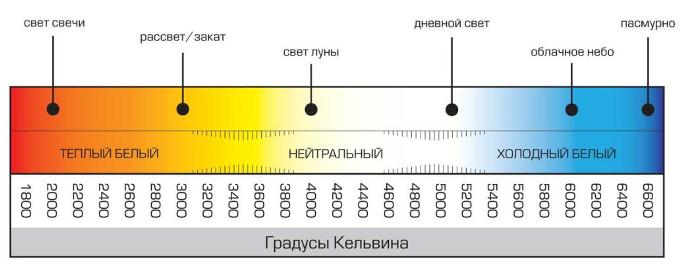 свет свечи
рассвет/закат
свет луны
дневной свет
облачное небо
пасмурно
ТЕПЛЫЙ БЕЛЫЙ
НЕЙТРАЛЬНЫЙ
ХОЛОДНЫЙ БЕЛЫЙ
1800 2000 2200 2400 2600 2800 3000 3200 3400 3600 3800 4000 4200 4400 4600 4800 5000 5200 5400 5600 5800 6000 6200 6400 6600
Градусы Кельвина